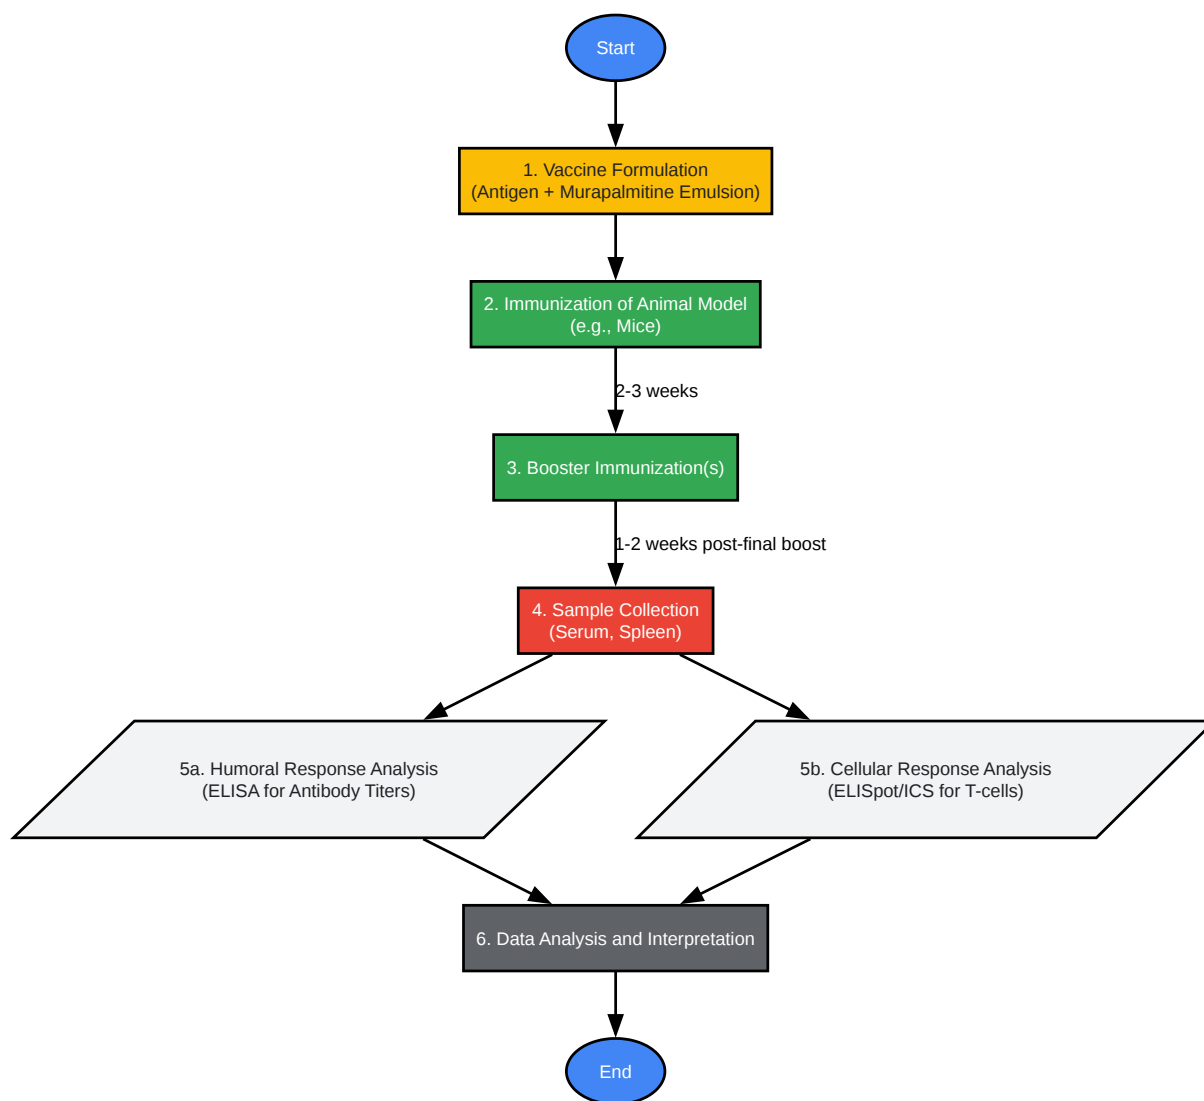 Start
1. Vaccine Formulation
(Antigen + Murapalmitine Emulsion)
2. Immunization of Animal Model
(e.g., Mice)
2-3 weeks
3. Booster Immunization(s)
1-2 weeks post-final boost
4. Sample Collection
(Serum, Spleen)
5a. Humoral Response Analysis
(ELISA for Antibody Titers)
5b. Cellular Response Analysis
(ELISpot/ICS for T-cells)
6. Data Analysis and Interpretation
End